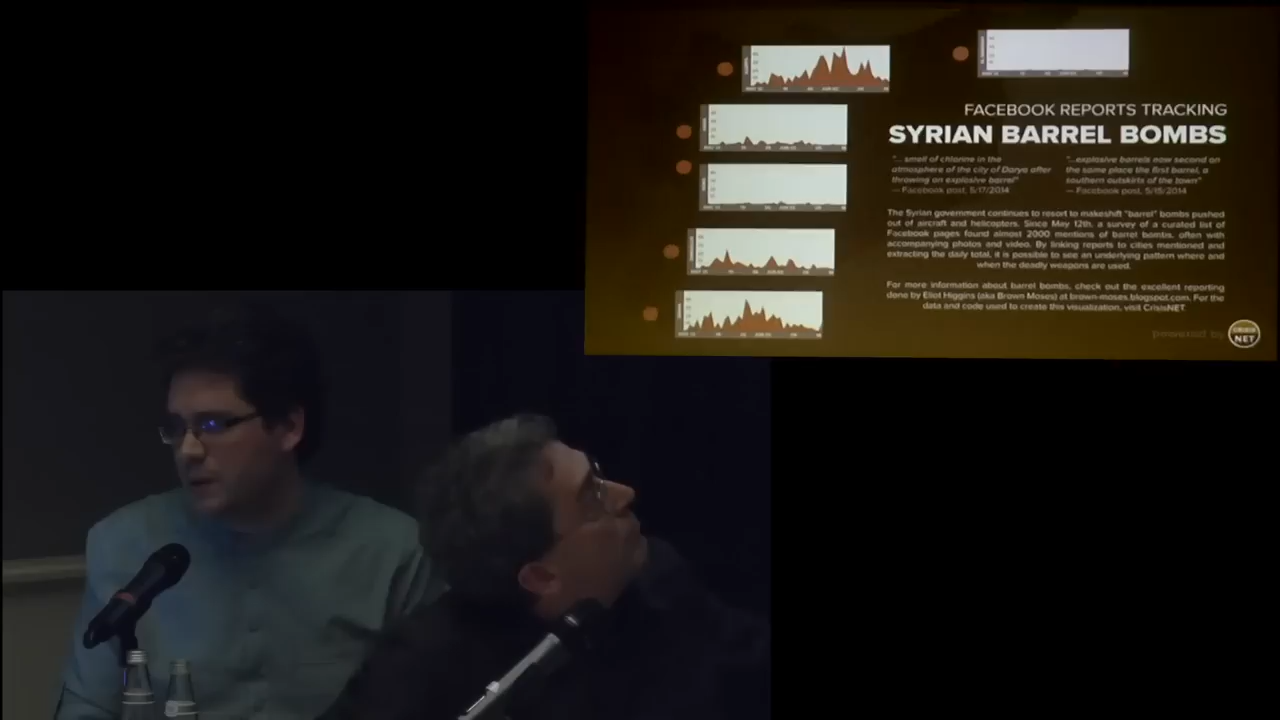 FACEBOOK REPORTS TRACKING
SYRIAN BARREL BOMBS
"... smell of chlorine in the
atmosphere of the city of Darya after
throwing an explosive barrel"
— Facebook post, 5/17/2014
"...explosive barrels now second on
the same place the first barrel, a
southern outskirts of the town"
— Facebook post, 5/15/2014
The Syrian government continues to resort to makeshift "barrel" bombs pushed
out of aircraft and helicopters. Since May 12th, a survey of a curated list of
Facebook pages found almost 2000 mentions of barrel bombs, often with
accompanying photos and video. By linking reports to cities mentioned and
extracting the daily total, it is possible to see an underlying pattern where and
when the deadly weapons are used.
For more information about barrel bombs, check out the excellent reporting
done by Eliot Higgins (aka Brown Moses) at brown-moses.blogspot.com. For the
data and code used to create this visualization, visit CrisisNET.
powered by
CRISIS
NET